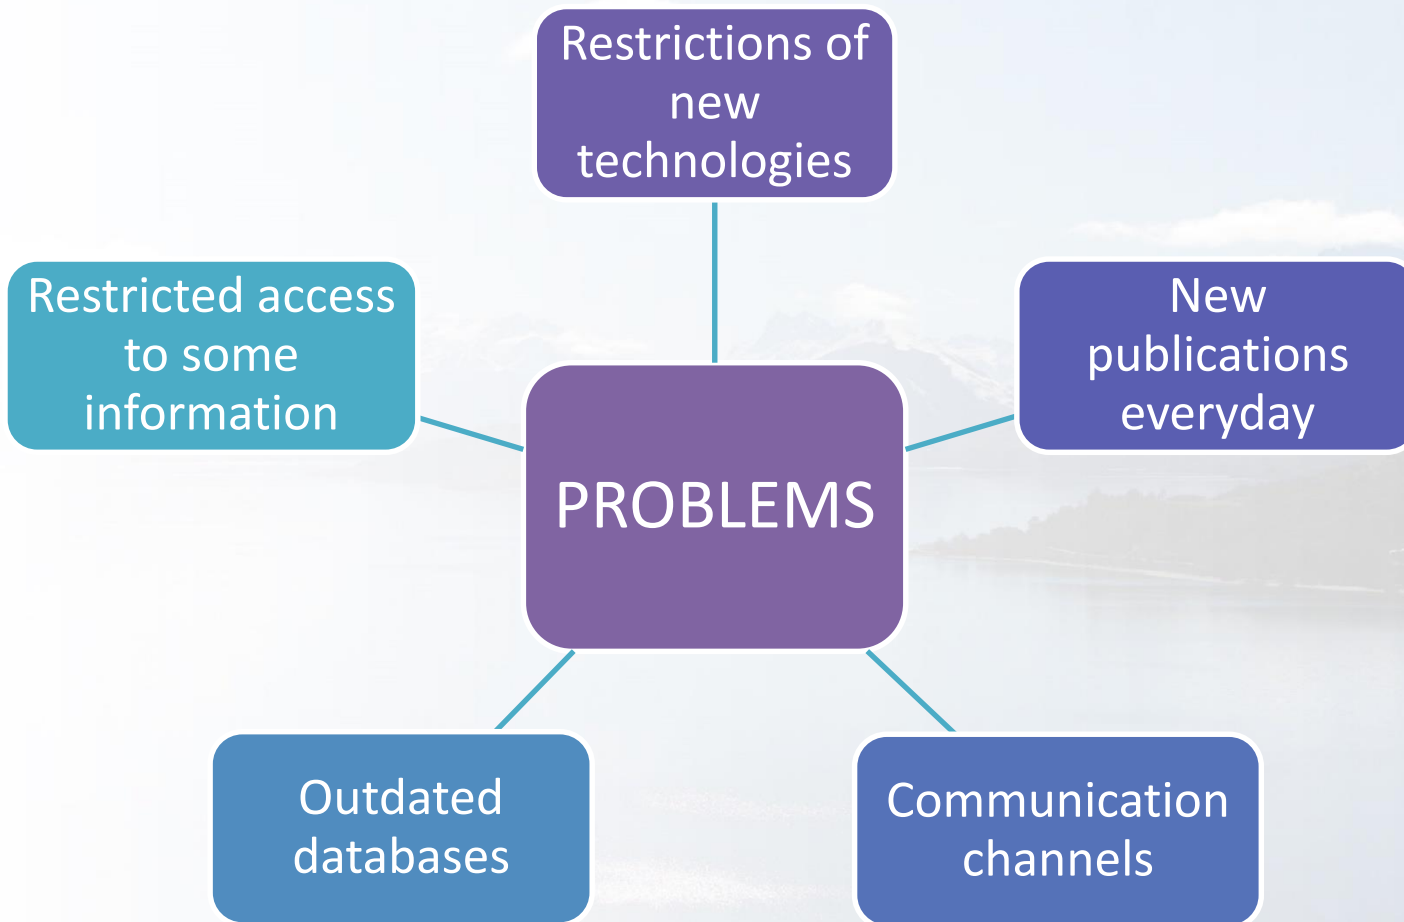 Restrictions of
new
technologies
Restricted access
to some
information
New
publications
everyday
PROBLEMS
Outdated
databases
Communication
channels